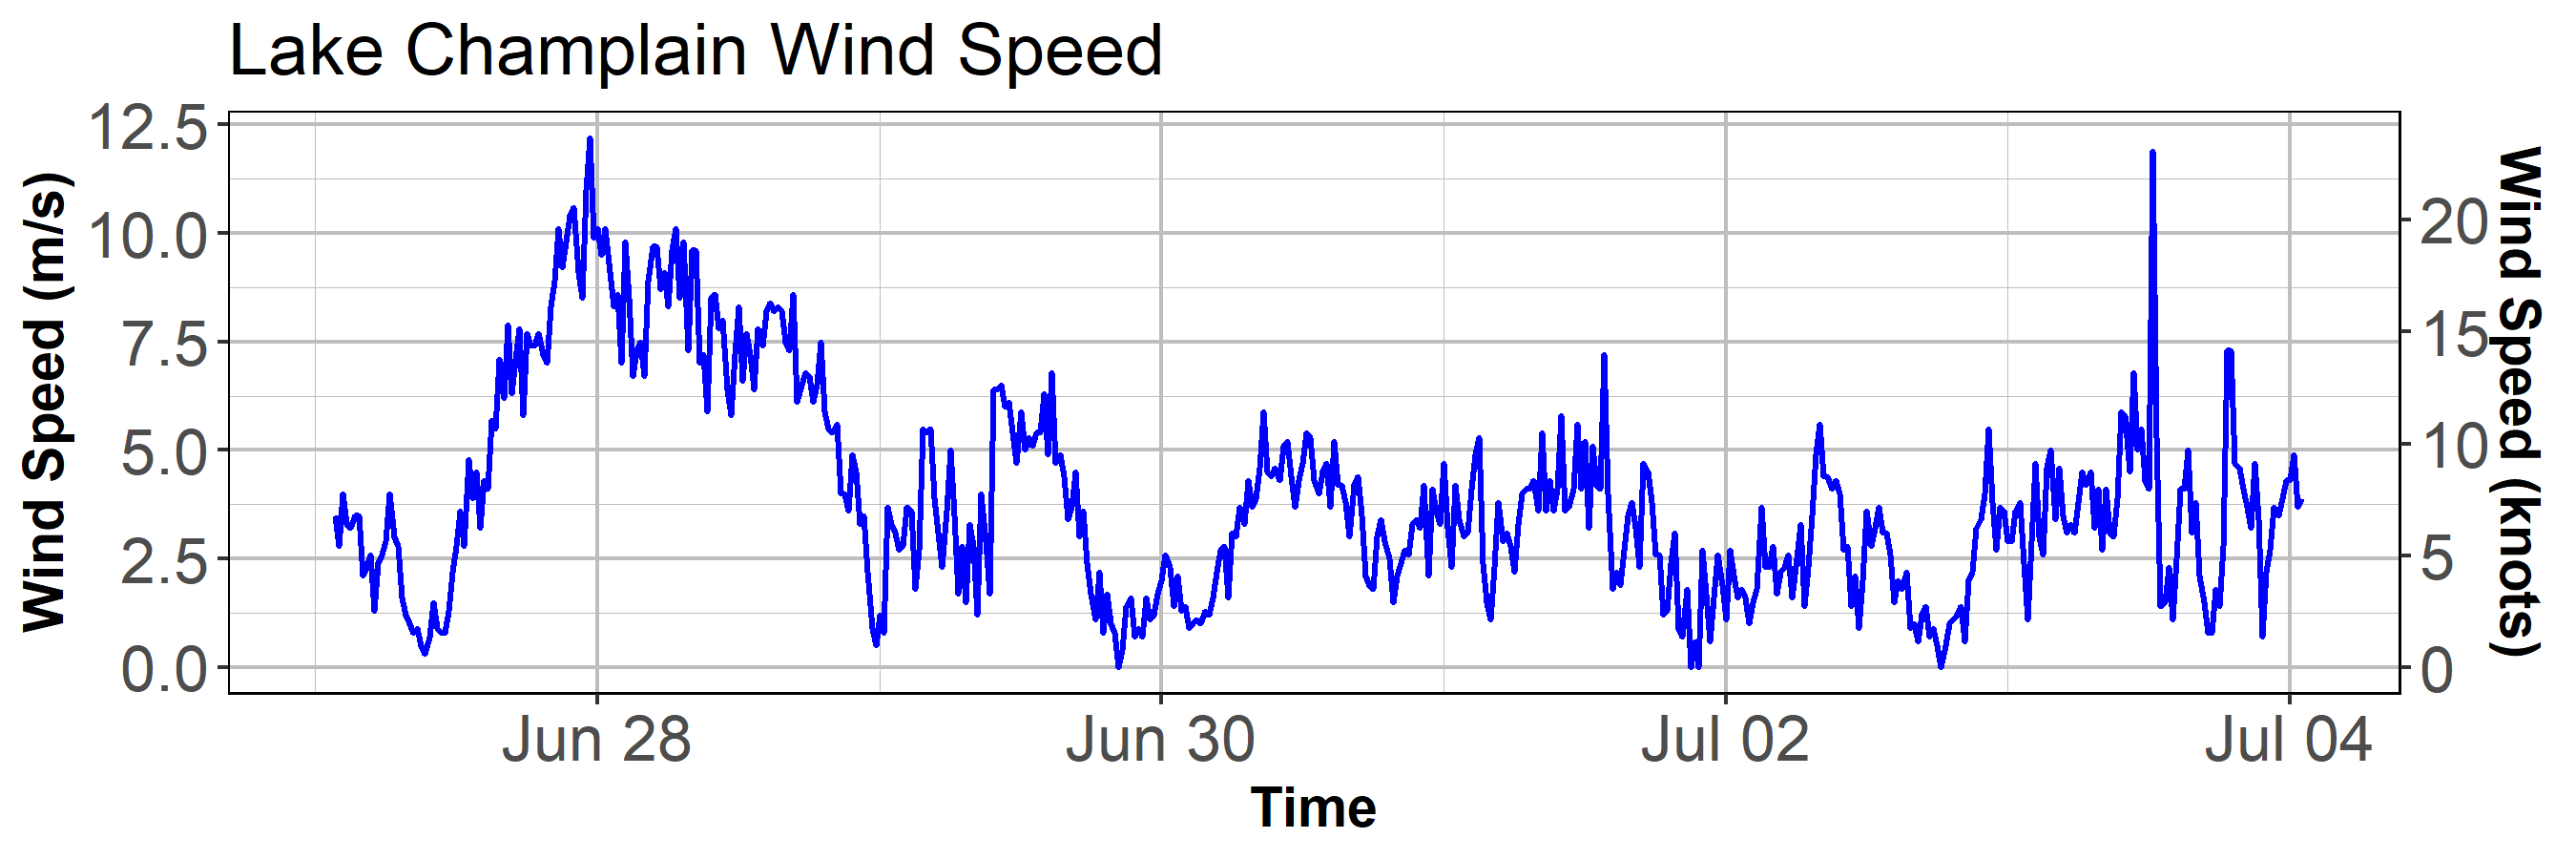 Lake Champlain Wind Speed
Wind Speed (m/s)
12.5
10.0
7.5
5.0
2.5
0.0
20
15
10
5
0
Wind Speed (knots)
Jun 28
Jun 30
Jul 02
Jul 04
Time